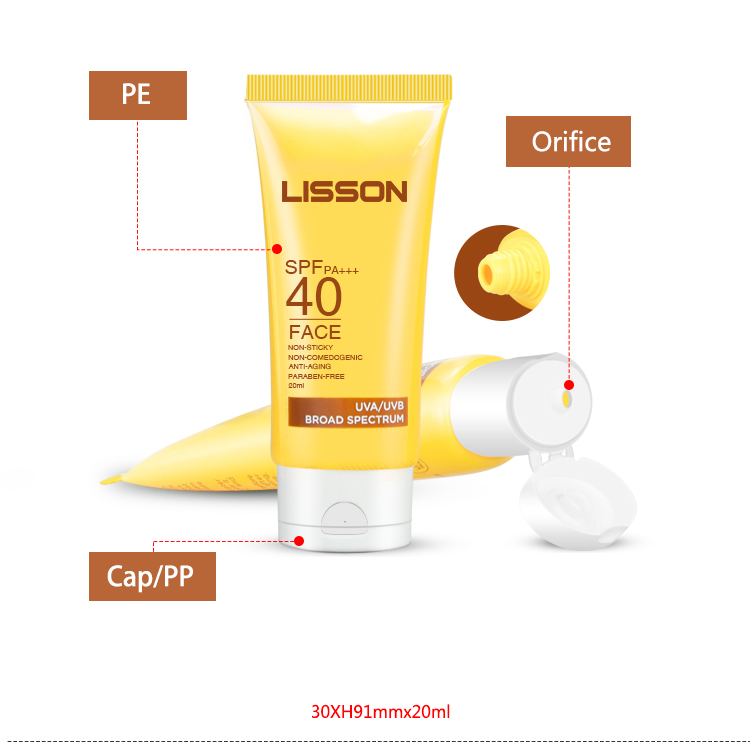 PE
Orifice
LISSON
SPF PA+++
40
FACE
NON-STICKY
NON-COMEDOGENIC
ANTI-AGING
PARABEN-FREE
20ml
UVA/UVB
BROAD SPECTRUM
Cap/PP
30XH91mmx20ml